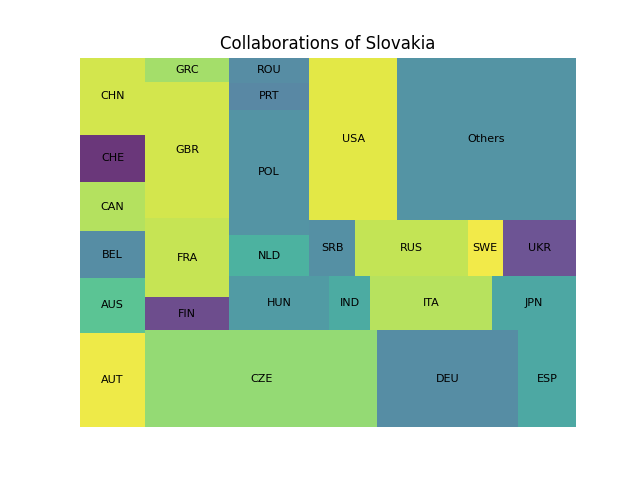 Collaborations of Slovakia
CHN
GRC
ROU
USA
Others
PRT
GBR
CHE
POL
CAN
BEL
FRA
NLD
SRB
RUS
SWE
UKR
AUS
FIN
HUN
IND
ITA
JPN
AUT
CZE
DEU
ESP